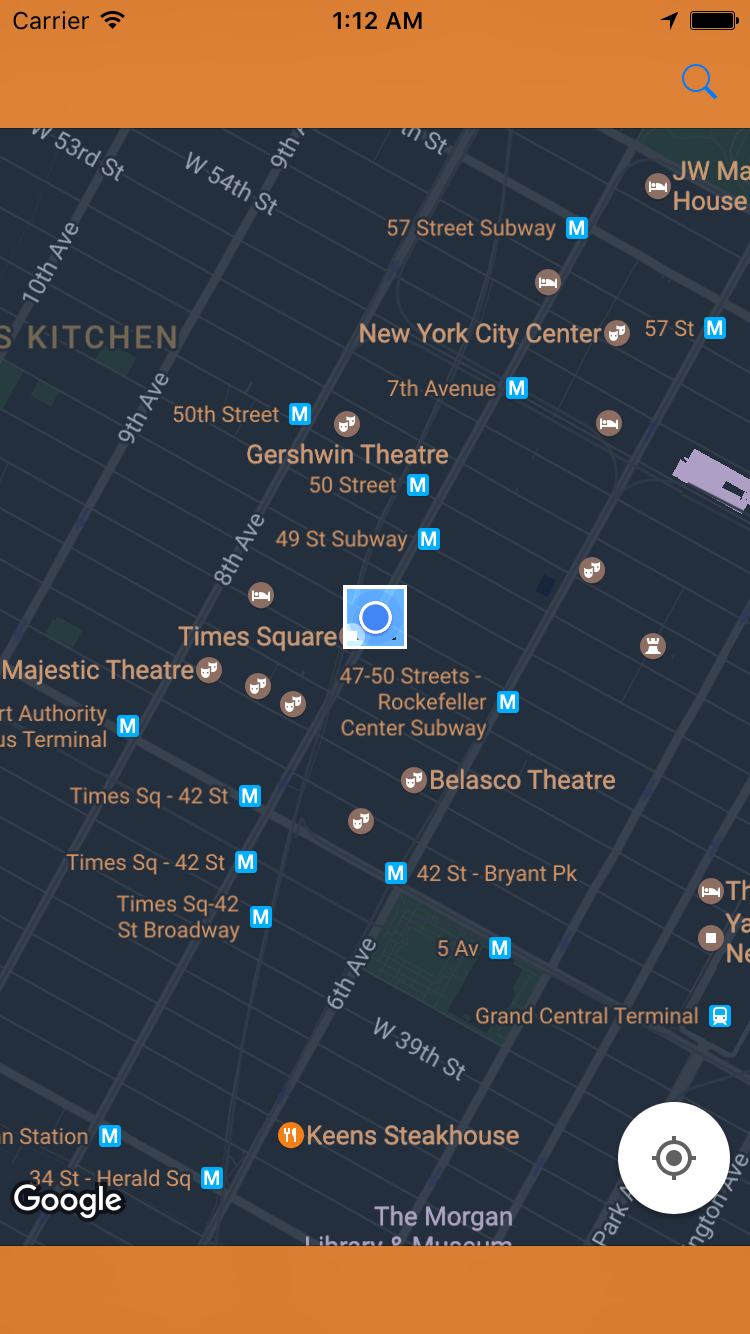 Carrier
1:12 AM
W 53rd St
W 54th St
9th
th St
JW Ma
House
57 Street Subway
10th Ave
S KITCHEN
New York City Center
57 St
7th Avenue
9th Ave
50th Street
Gershwin Theatre
50 Street
8th Ave
49 St Subway
Times Square
Majestic Theatre
47-50 Streets -
Rockefeller
Center Subway
rt Authority
us Terminal
Belasco Theatre
Times Sq - 42 St
Times Sq - 42 St
42 St - Bryant Pk
Times Sq-42
St Broadway
Th
Ya
Ne
5 Av
6th Ave
Grand Central Terminal
W 39th St
n Station
Keens Steakhouse
34 St - Herald Sq
Google
Park A
ngton Ave
The Morgan
Library & Museum